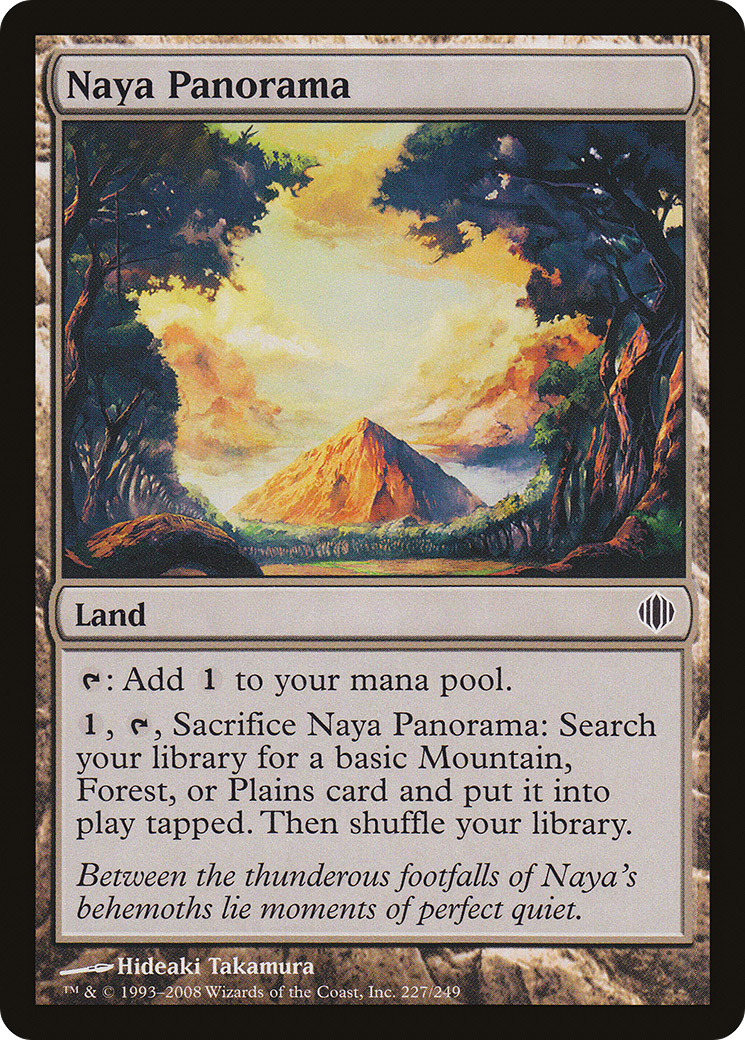 Naya Panorama
Land
: Add 1 to your mana pool.
1, , Sacrifice Naya Panorama: Search
your library for a basic Mountain,
Forest, or Plains card and put it into
play tapped. Then shuffle your library.
Between the thunderous footfalls of Naya's
behemoths lie moments of perfect quiet.
Hideaki Takamura
™ & © 1993–2008 Wizards of the Coast, Inc. 227/249